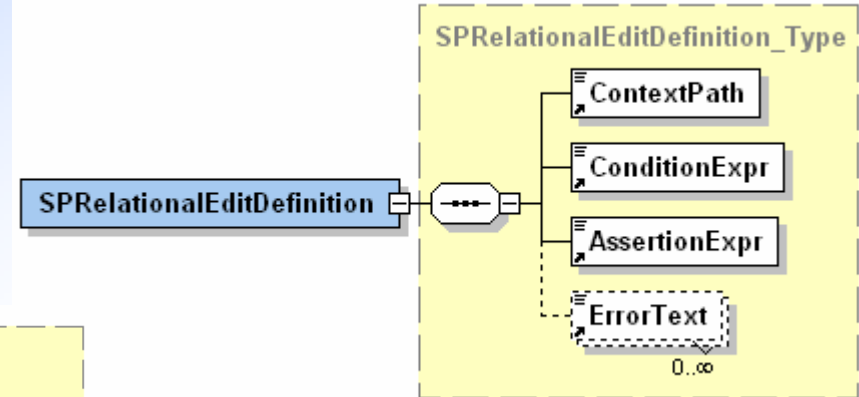 SPRelationalEditDefinition_Type
ContextPath
ConditionExpr
SPRelationalEditDefinition
AssertionExpr
ErrorText
0..∞